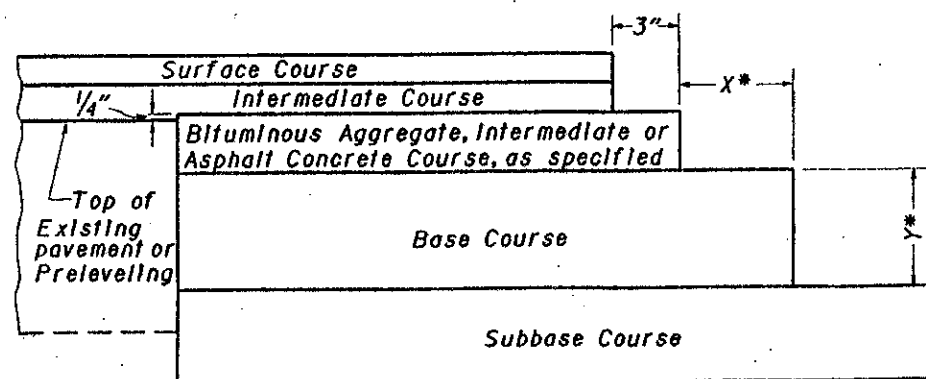 3"
Surface Course
X*
Intermediate Course
1/4"
Bituminous Aggregate, Intermediate or
Asphalt Concrete Course, as specified
Top of
Existing
pavement or
Preleveling
Base Course
Y*
Subbase Course